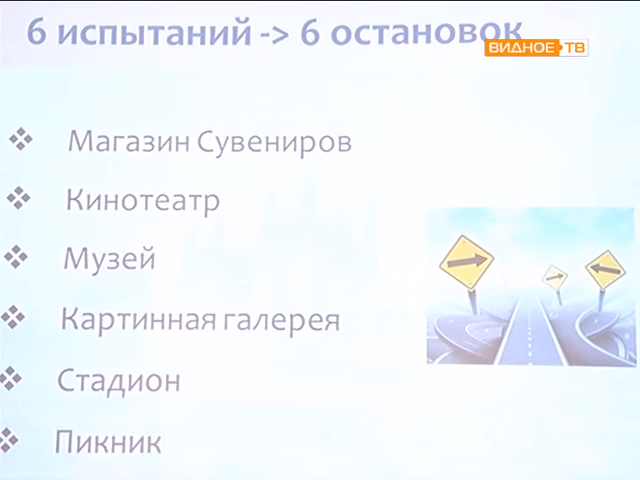 6 испытаний -> 6 остановок
ВИДНОЕ ТВ
Магазин Сувениров
Кинотеатр
Музей
Картинная галерея
Стадион
Пикник